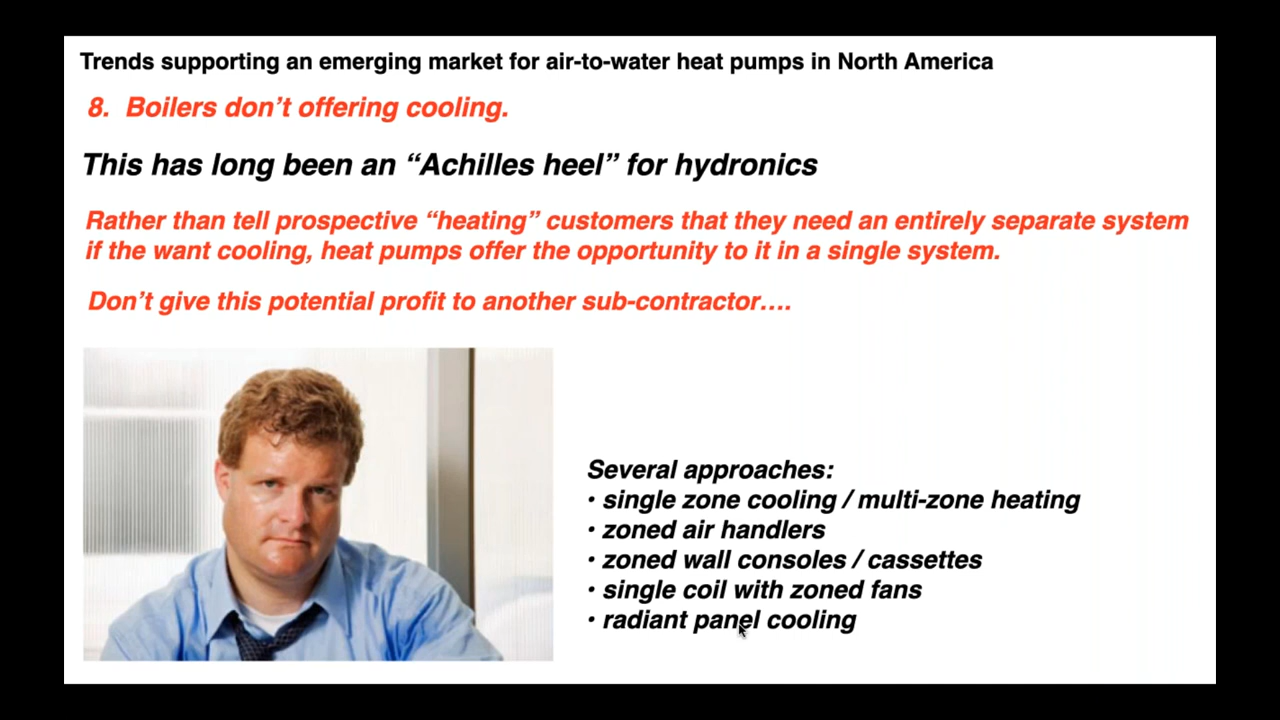 Trends supporting an emerging market for air-to-water heat pumps in North America
8. Boilers don’t offering cooling.
This has long been an “Achilles heel” for hydronics
Rather than tell prospective “heating” customers that they need an entirely separate system
if the want cooling, heat pumps offer the opportunity to it in a single system.
Don’t give this potential profit to another sub-contractor….
Several approaches:
• single zone cooling / multi-zone heating
• zoned air handlers
• zoned wall consoles / cassettes
• single coil with zoned fans
• radiant panel cooling